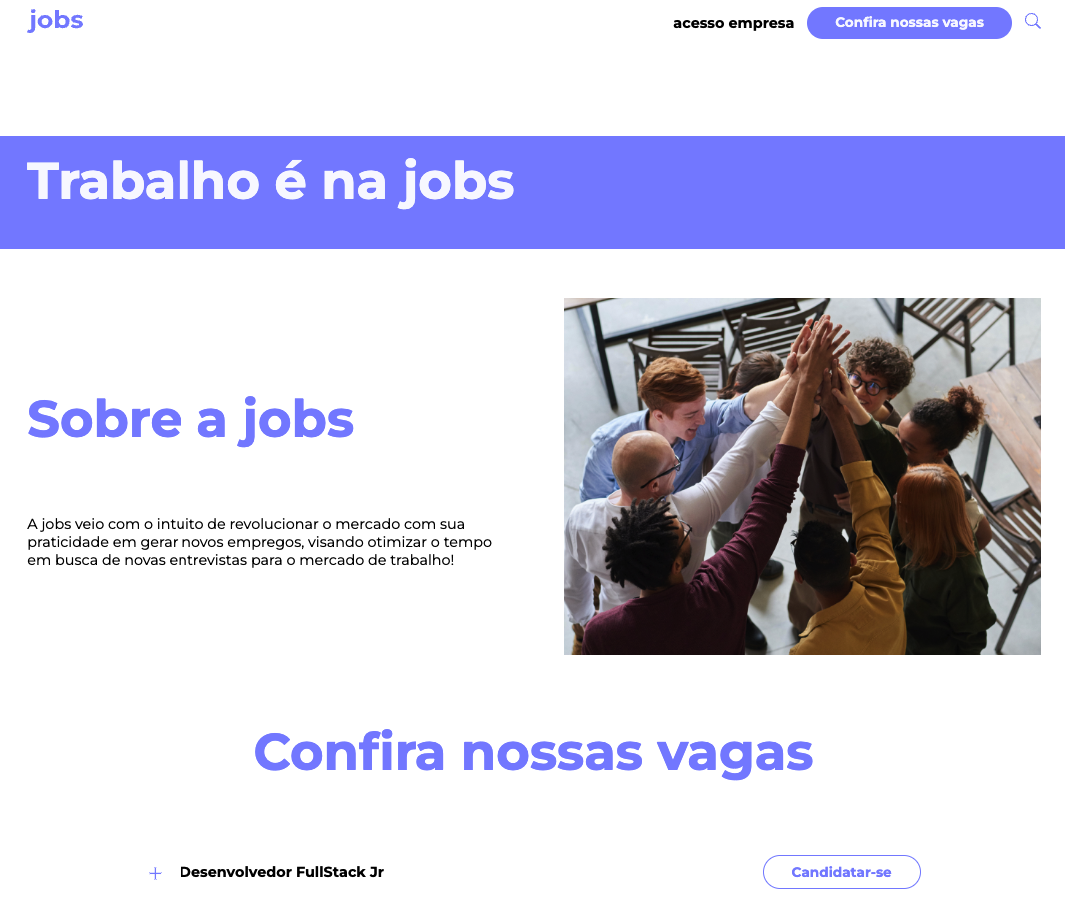 jobs
acesso empresa
Confira nossas vagas
Trabalho é na jobs
Sobre a jobs
A jobs veio com o intuito de revolucionar o mercado com sua
praticidade em gerar novos empregos, visando otimizar o tempo
em busca de novas entrevistas para o mercado de trabalho!
Confira nossas vagas
Desenvolvedor FullStack Jr
Candidatar-se